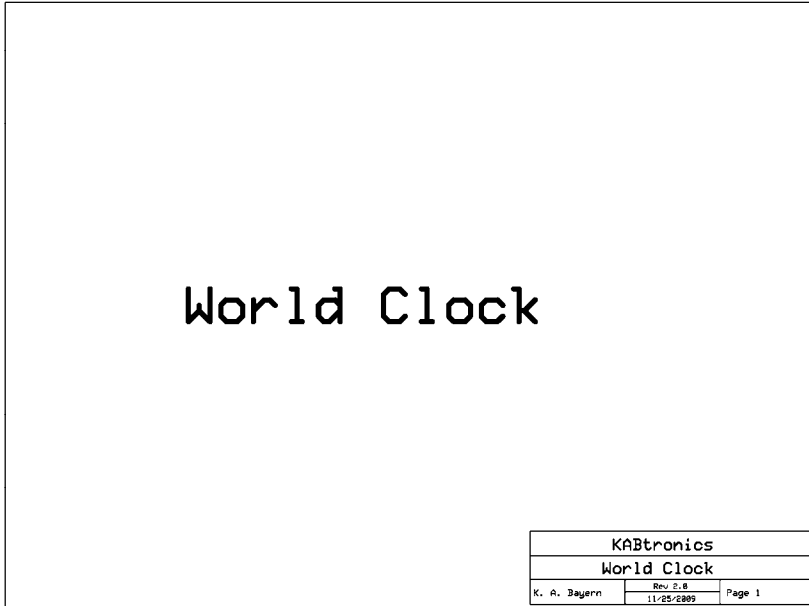 World Clock
KABtronics
World Clock
K. A. Bayern
Rev 2.0
11/25/2009
Page 1